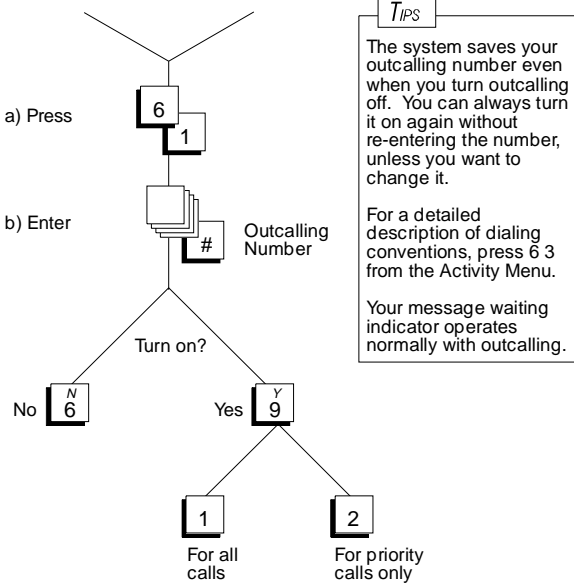 a) Press
6
1
b) Enter
#
Outcalling
Number
Turn on?
No
N
6
Yes
Y
9
1
2
For all
calls
For priority
calls only
TIPS
The system saves your
outcalling number even
when you turn outcalling
off. You can always turn
it on again without
re-entering the number,
unless you want to
change it.
For a detailed
description of dialing
conventions, press 6 3
from the Activity Menu.
Your message waiting
indicator operates
normally with outcalling.